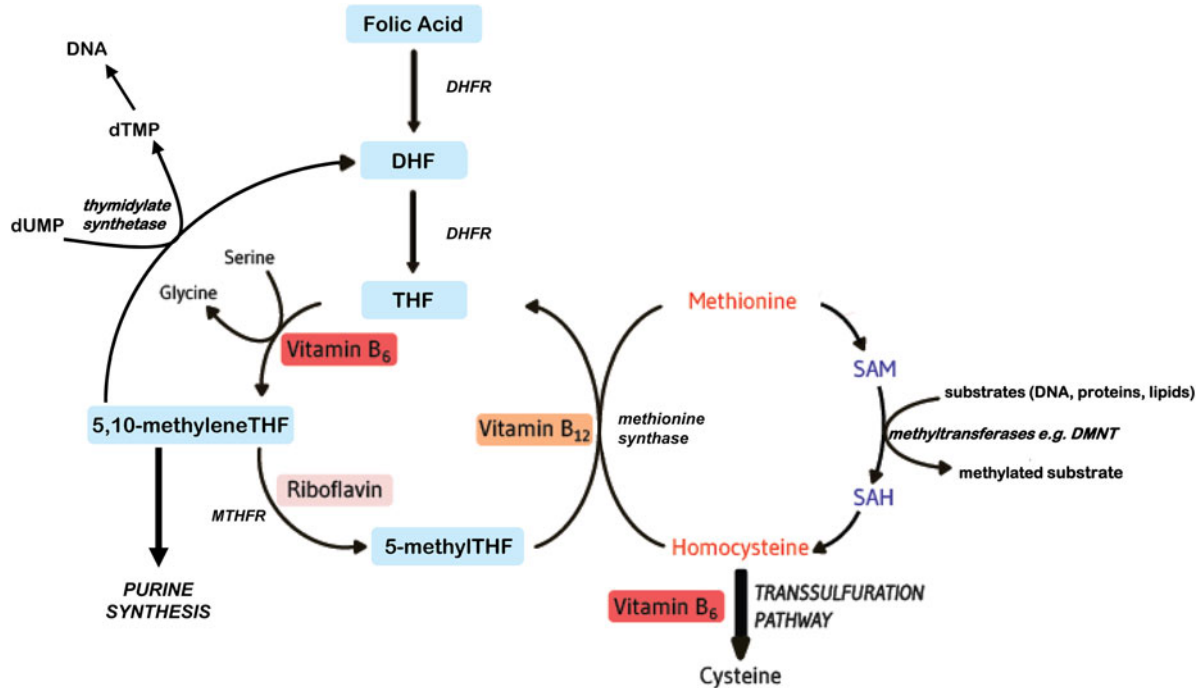 Folic Acid
DHFR
DNA
dTMP
DHF
thymidylate
synthetase
dUMP
DHFR
Serine
Glycine
THF
Vitamin B₆
Methionine
SAM
substrates (DNA, proteins, lipids)
5,10-methyleneTHF
Vitamin B₁₂
methionine
synthase
methyltransferases e.g. DMNT
methylated substrate
Riboflavin
MTHFR
SAH
5-methylTHF
Homocysteine
PURINE
SYNTHESIS
Vitamin B₆
TRANSSULFURATION
PATHWAY
Cysteine